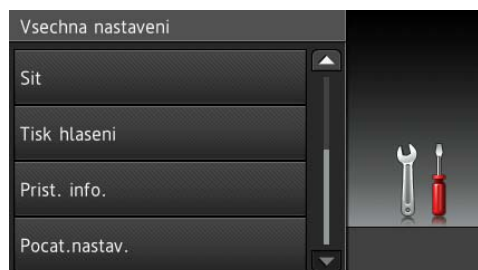 Vsechna nastaveni
Sit
Tisk hlaseni
Prist. info.
Pocat.nastav.